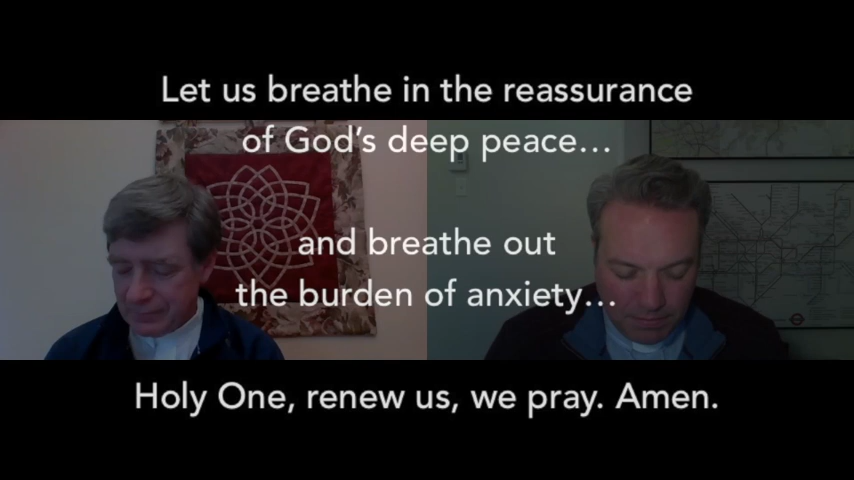 Let us breathe in the reassurance
of God's deep peace...
and breathe out
the burden of anxiety...
Holy One, renew us, we pray. Amen.